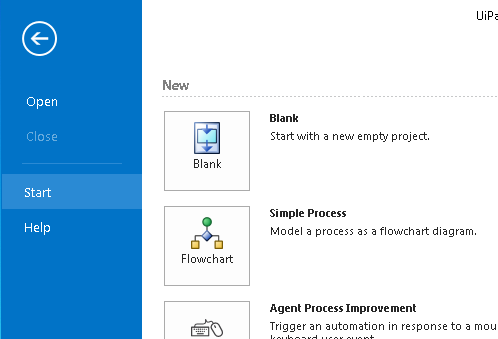 UiPa
Open
Close
Start
Help
New
Blank
Blank
Start with a new empty project.
Flowchart
Simple Process
Model a process as a flowchart diagram.
Agent Process Improvement
Trigger an automation in response to a mou
keyboard user event.